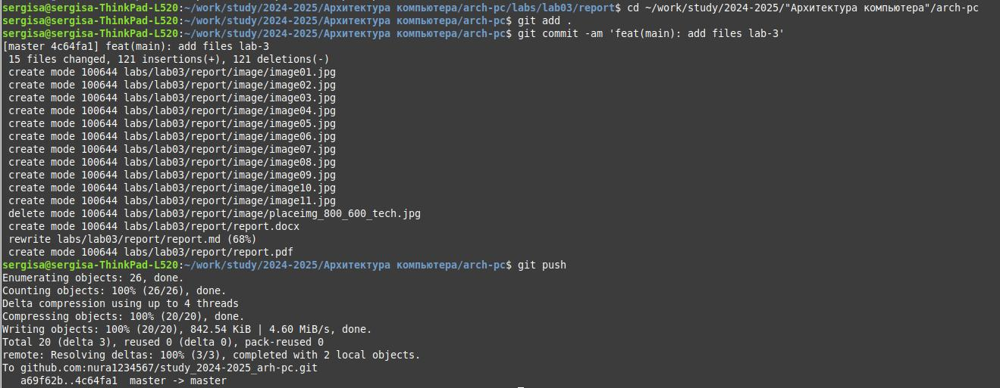 sergisa@sergisa-ThinkPad-L520:~/work/study/2024-2025/Архитектура компьютера/arch-pc/labs/lab03/report$ cd ~/work/study/2024-2025/"Архитектура компьютера"/arch-pc
sergisa@sergisa-ThinkPad-L520:~/work/study/2024-2025/Архитектура компьютера/arch-pc$ git add .
sergisa@sergisa-ThinkPad-L520:~/work/study/2024-2025/Архитектура компьютера/arch-pc$ git commit -am 'feat(main): add files lab-3'
[master 4c64fa1] feat(main): add files lab-3
 15 files changed, 121 insertions(+), 121 deletions(-)
 create mode 100644 labs/lab03/report/image/image01.jpg
 create mode 100644 labs/lab03/report/image/image02.jpg
 create mode 100644 labs/lab03/report/image/image03.jpg
 create mode 100644 labs/lab03/report/image/image04.jpg
 create mode 100644 labs/lab03/report/image/image05.jpg
 create mode 100644 labs/lab03/report/image/image06.jpg
 create mode 100644 labs/lab03/report/image/image07.jpg
 create mode 100644 labs/lab03/report/image/image08.jpg
 create mode 100644 labs/lab03/report/image/image09.jpg
 create mode 100644 labs/lab03/report/image/image10.jpg
 create mode 100644 labs/lab03/report/image/image11.jpg
 delete mode 100644 labs/lab03/report/image/placeimg_800_600_tech.jpg
 create mode 100644 labs/lab03/report/report.docx
 rewrite labs/lab03/report/report.md (68%)
 create mode 100644 labs/lab03/report/report.pdf
sergisa@sergisa-ThinkPad-L520:~/work/study/2024-2025/Архитектура компьютера/arch-pc$ git push
Enumerating objects: 26, done.
Counting objects: 100% (26/26), done.
Delta compression using up to 4 threads
Compressing objects: 100% (20/20), done.
Writing objects: 100% (20/20), 842.54 KiB | 4.60 MiB/s, done.
Total 20 (delta 3), reused 0 (delta 0), pack-reused 0
remote: Resolving deltas: 100% (3/3), completed with 2 local objects.
To github.com:nura1234567/study_2024-2025_arh-pc.git
   a69f62b..4c64fa1  master -> master